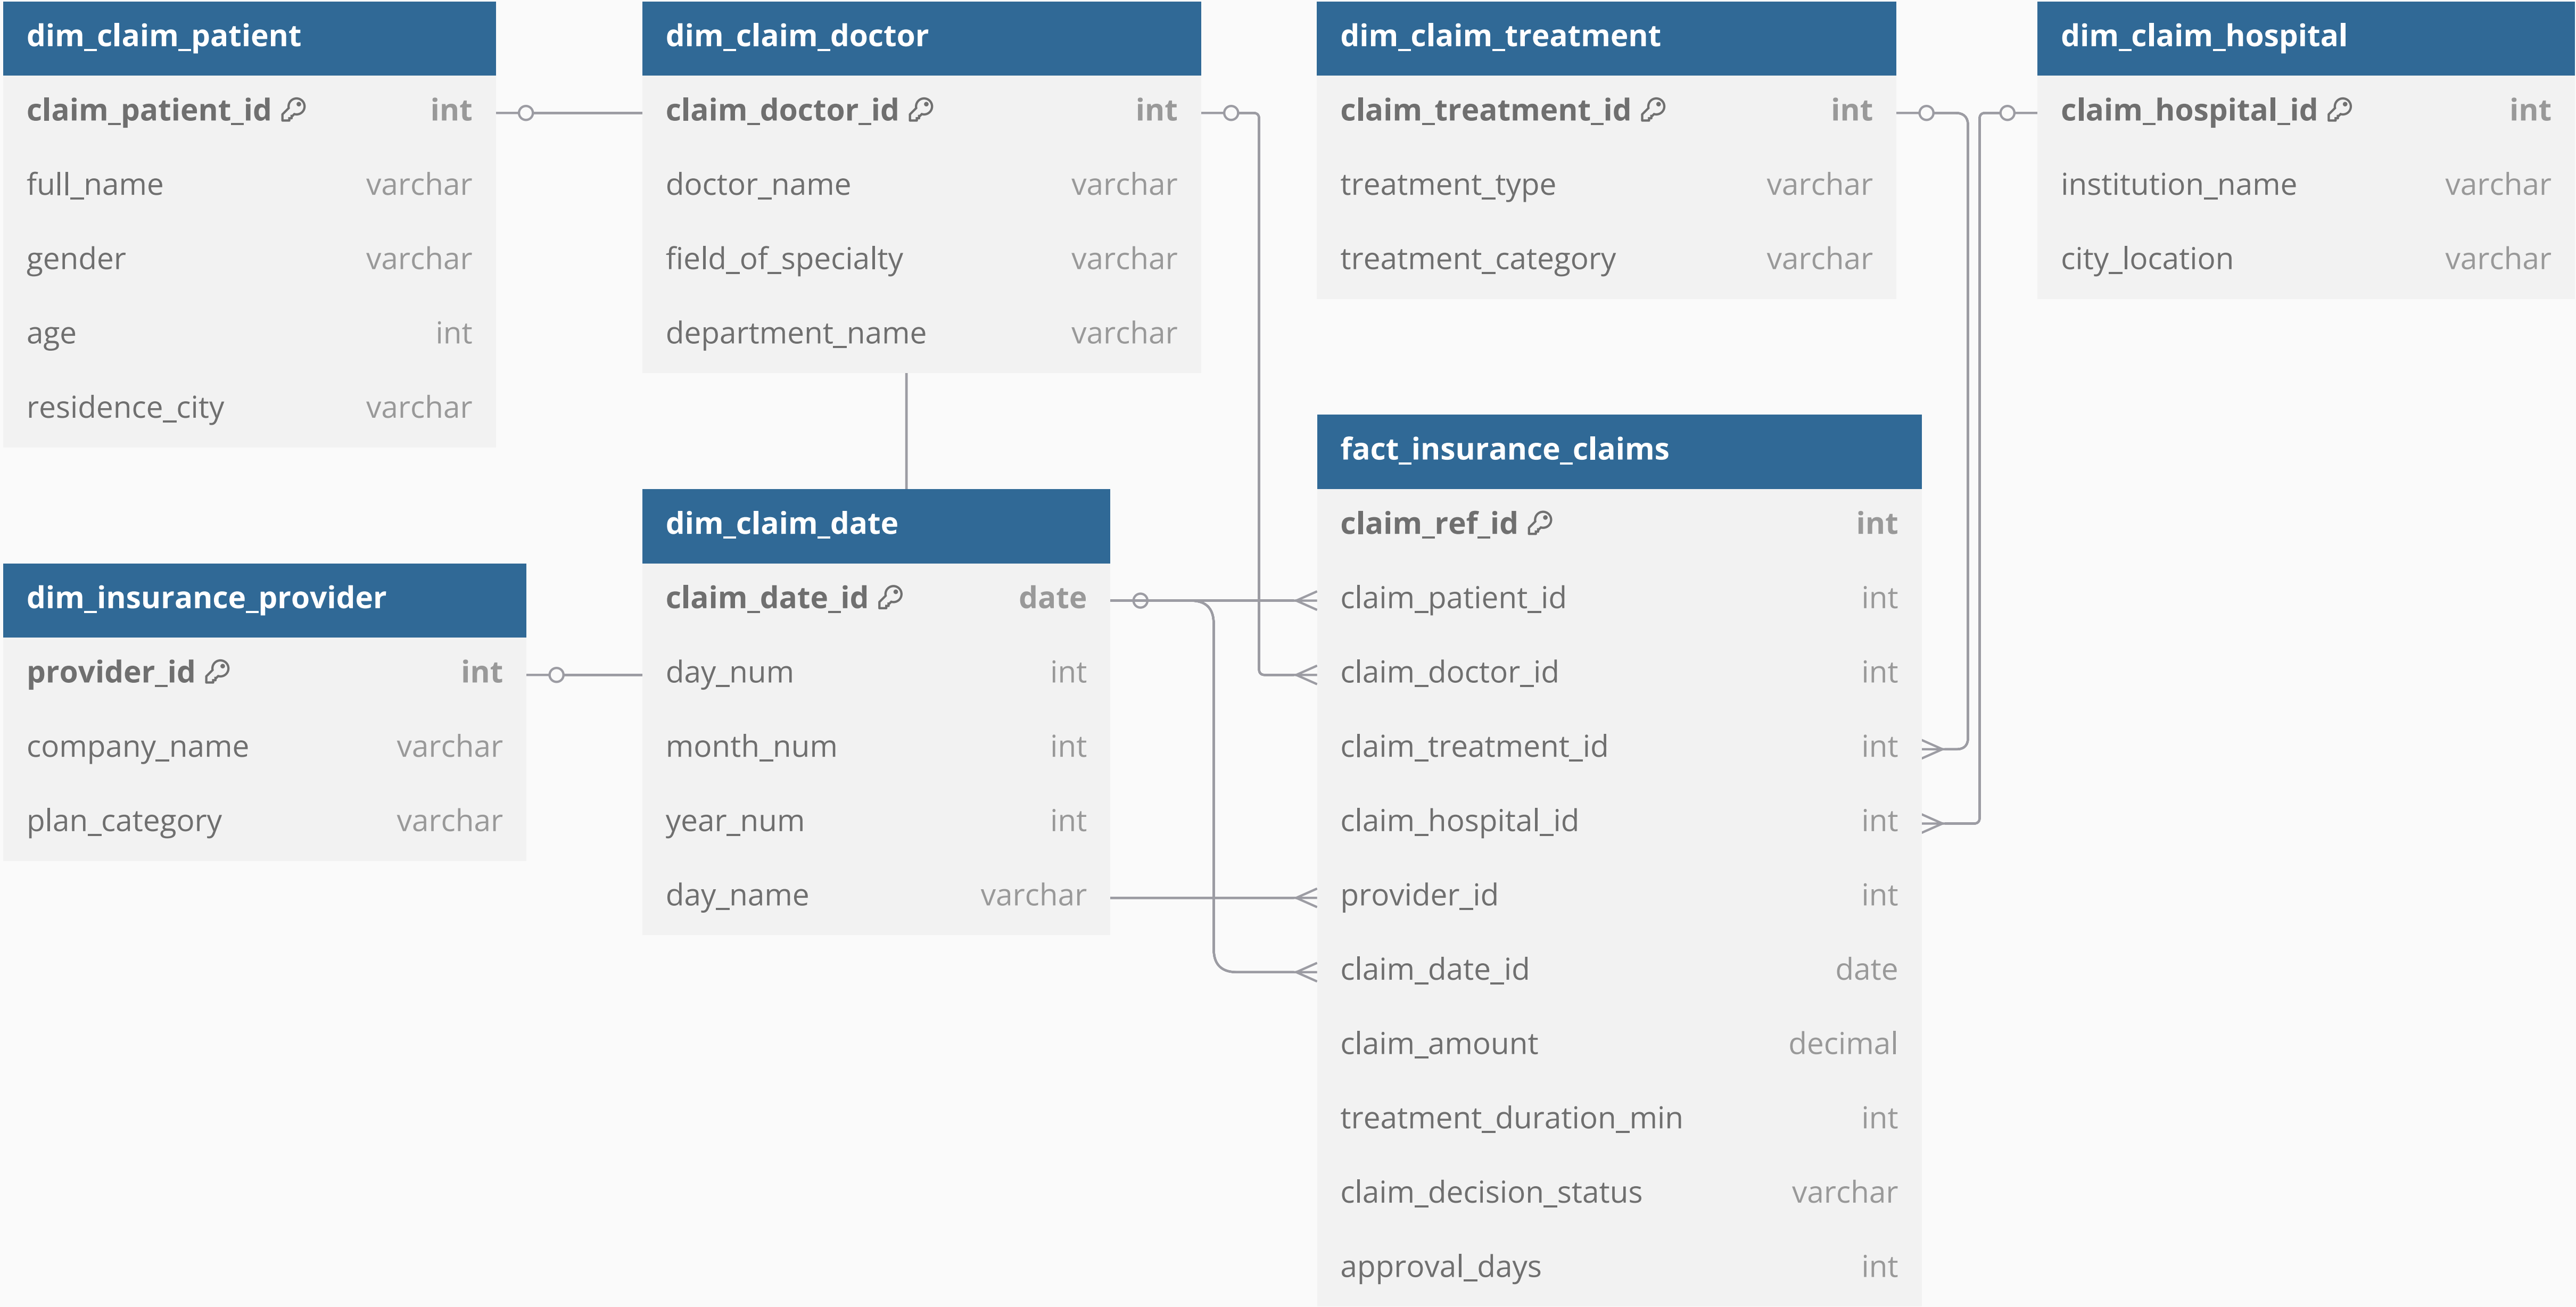 dim_claim_patient
claim_patient_id int
full_name varchar
gender varchar
age int
residence_city varchar
dim_claim_doctor
claim_doctor_id int
doctor_name varchar
field_of_specialty varchar
department_name varchar
dim_claim_treatment
claim_treatment_id int
treatment_type varchar
treatment_category varchar
dim_claim_hospital
claim_hospital_id int
institution_name varchar
city_location varchar
dim_insurance_provider
provider_id int
company_name varchar
plan_category varchar
dim_claim_date
claim_date_id date
day_num int
month_num int
year_num int
day_name varchar
fact_insurance_claims
claim_ref_id int
claim_patient_id int
claim_doctor_id int
claim_treatment_id int
claim_hospital_id int
provider_id int
claim_date_id date
claim_amount decimal
treatment_duration_min int
claim_decision_status varchar
approval_days int